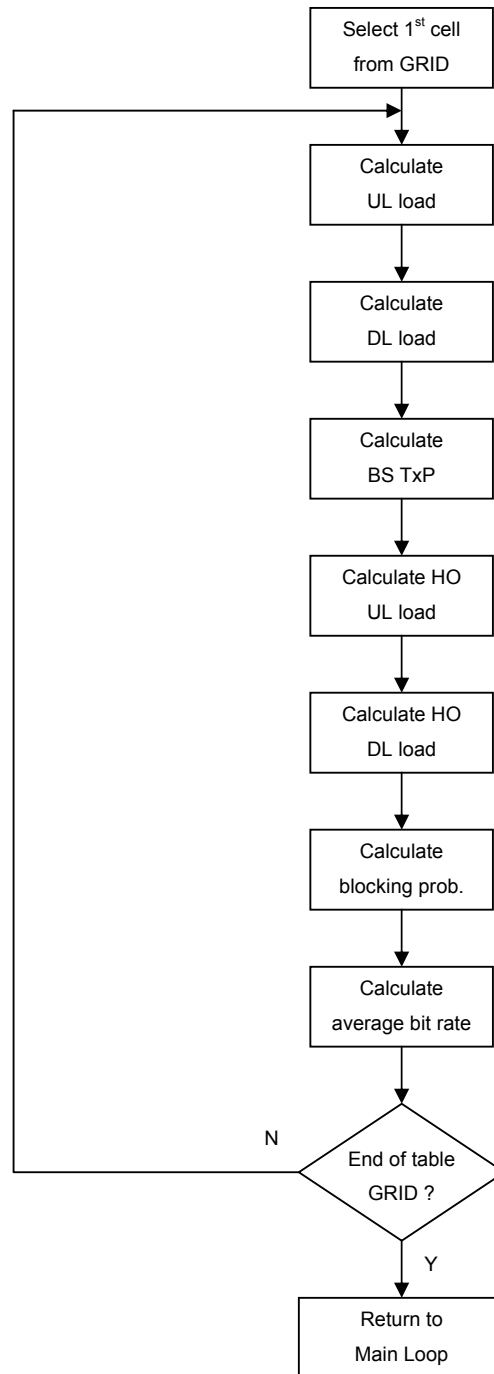 Select 1st cell
from GRID
Calculate
UL load
Calculate
DL load
Calculate
BS TxP
Calculate HO
UL load
Calculate HO
DL load
Calculate
blocking prob.
Calculate
average bit rate
N
End of table
GRID ?
Y
Return to
Main Loop